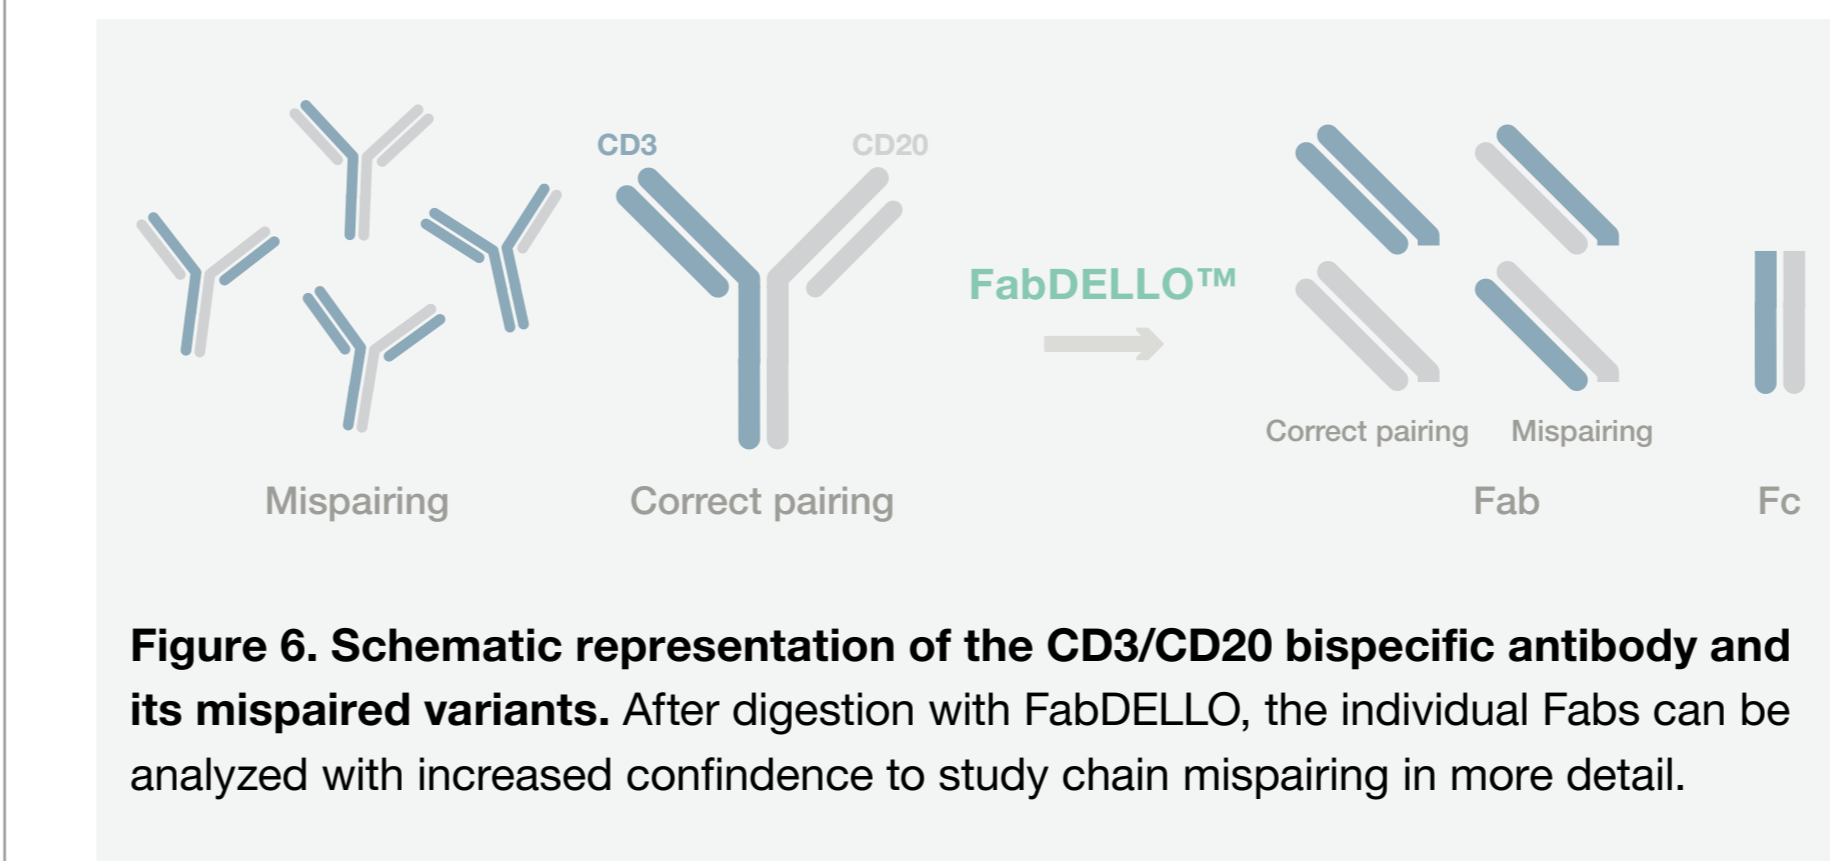 CD3
CD20
FabDELLO™
Correct pairing
Mispairing
Mispairing
Correct pairing
Fab
Fc
Figure 6. Schematic representation of the CD3/CD20 bispecific antibody and
its mispaired variants. After digestion with FabDELLO, the individual Fabs can be
analyzed with increased confindence to study chain mispairing in more detail.